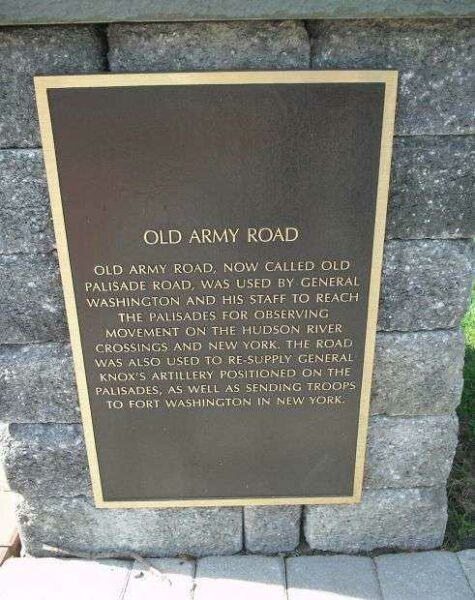 OLD ARMY ROAD
OLD ARMY ROAD, NOW CALLED OLD
PALISADE ROAD, WAS USED BY GENERAL
WASHINGTON AND HIS STAFF TO REACH
THE PALISADES FOR OBSERVING
MOVEMENT ON THE HUDSON RIVER
CROSSINGS AND NEW YORK. THE ROAD
WAS ALSO USED TO RE-SUPPLY GENERAL
KNOX'S ARTILLERY POSITIONED ON THE
PALISADES, AS WELL AS SENDING TROOPS
TO FORT WASHINGTON IN NEW YORK.